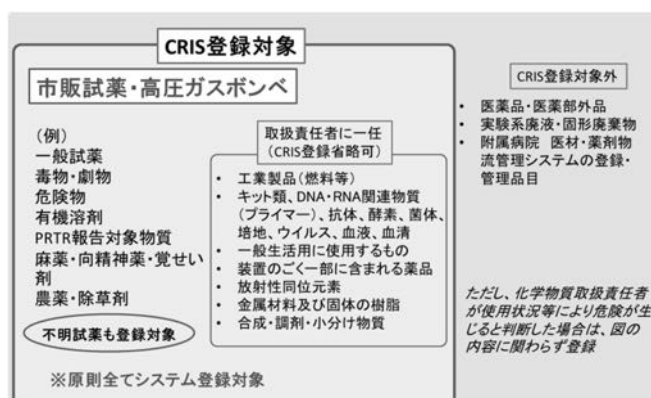 CRIS登録対象
市販試薬・高圧ガスボンベ
(例)
一般試薬
毒物・劇物
危険物
有機溶剤
PRTR報告対象物質
麻薬・向精神薬・覚せい
剤
農薬・除草剤
不明試薬も登録対象
※原則全てシステム登録対象
取扱責任者に一任
(CRIS登録省略可)
• 工業製品(燃料等)
• キット類、DNA・RNA関連物質
(プライマー)、抗体、酵素、菌体、
培地、ウイルス、血液、血清
• 一般生活用に使用するもの
• 装置のごく一部に含まれる薬品
• 放射性同位元素
• 金属材料及び固体の樹脂
• 合成・調剤・小分け物質
CRIS登録対象外
• 医薬品・医薬部外品
• 実験系廃液・固形廃棄物
• 附属病院 医材・薬剤物
流管理システムの登録・
管理品目
ただし、化学物質取扱責任者
が使用状況等により危険が生
じると判断した場合は、図の
内容に関わらず登録